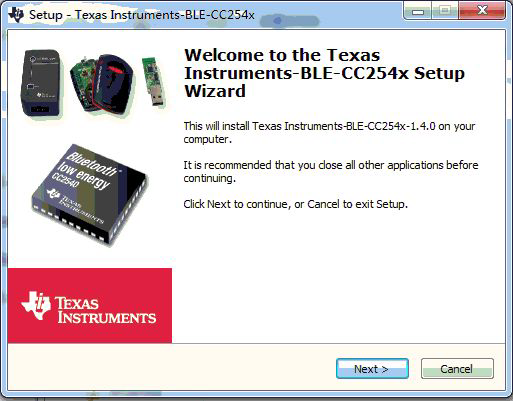 Setup - Texas Instruments-BLE-CC254x
Welcome to the Texas
Instruments-BLE-CC254x Setup
Wizard
This will install Texas Instruments-BLE-CC254x-1.4.0 on your
computer.
It is recommended that you close all other applications before
continuing.
Click Next to continue, or Cancel to exit Setup.
Bluetooth®
low energy
CC2540
TEXAS
INSTRUMENTS
TEXAS
INSTRUMENTS
Next >
Cancel